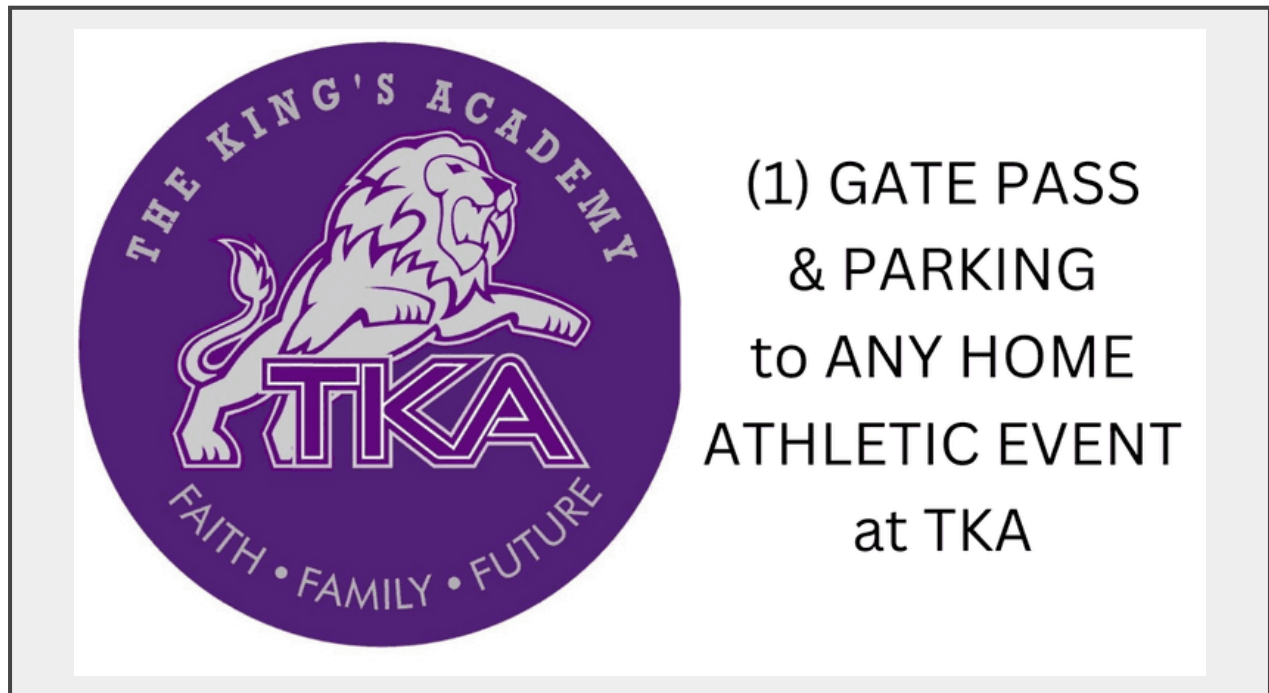 THE KING'S ACADEMY
TKA
FAITH • FAMILY • FUTURE
(1) GATE PASS
& PARKING
to ANY HOME
ATHLETIC EVENT
at TKA